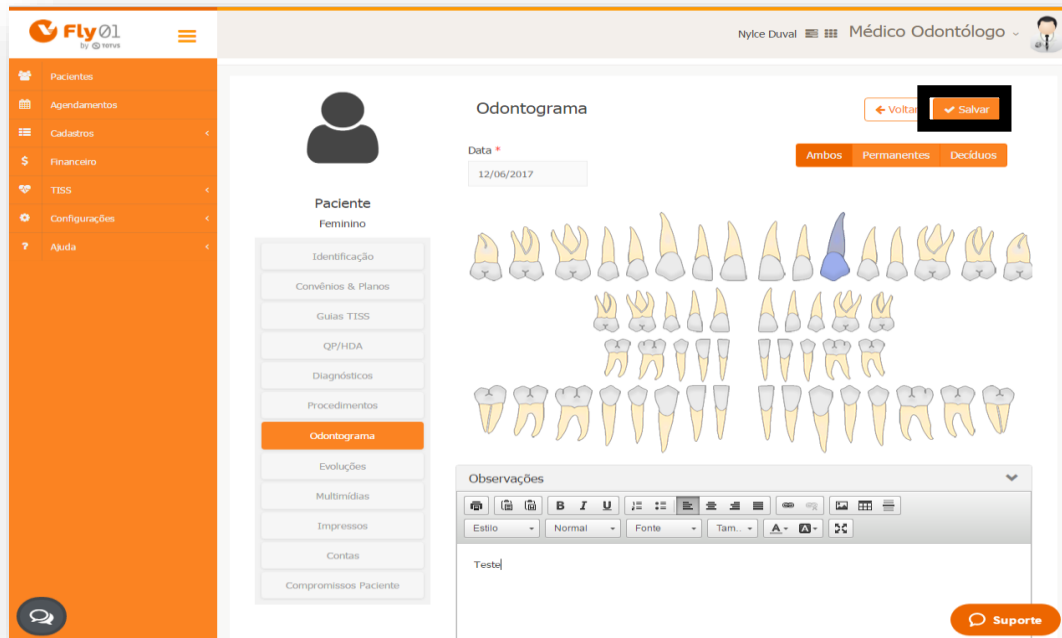 Fly01
by TOTVS
Nylce Duval
Médico Odontólogo
Pacientes
Agendamentos
Cadastros
$ Financeiro
TISS
Configurações
? Ajuda
Paciente
Feminino
Identificação
Convênios & Planos
Guias TISS
QP/HDA
Diagnósticos
Procedimentos
Odontograma
Evoluções
Multimídias
Impressos
Contas
Compromissos Paciente
Odontograma
Voltar
Salvar
Data *
12/06/2017
Ambos Permanentes Decíduos
Observações
B I U
Estilo Normal Fonte Tam.. A A
Teste
Suporte